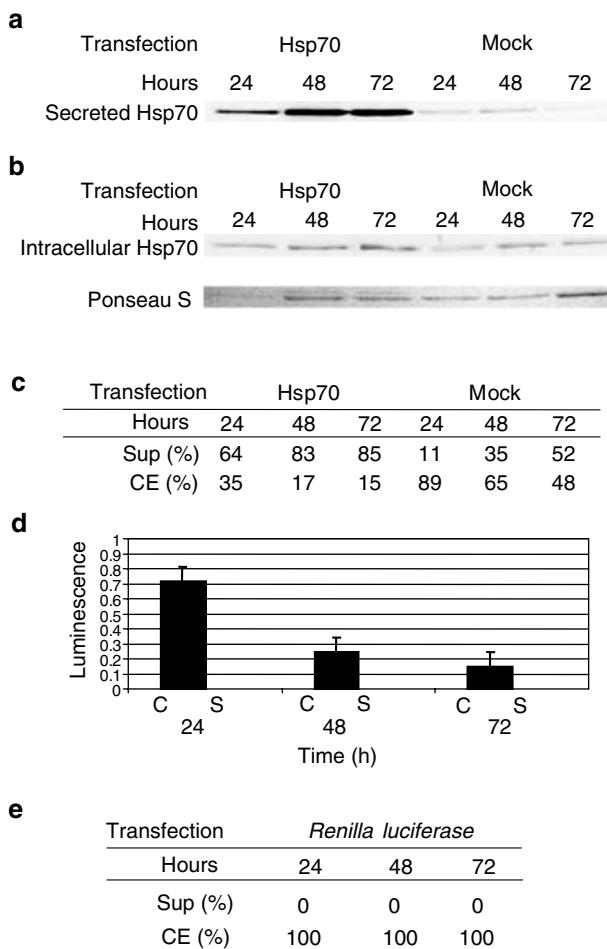 a
Transfection Hsp70 Mock
Hours 24 48 72 24 48 72
Secreted Hsp70
b
Transfection Hsp70 Mock
Hours 24 48 72 24 48 72
Intracellular Hsp70
Ponseau S
c
Transfection Hsp70 Mock
Hours 24 48 72 24 48 72
Sup (%) 64 83 85 11 35 52
CE (%) 35 17 15 89 65 48
d
Luminescence
1
0.9
0.8
0.7
0.6
0.5
0.4
0.3
0.2
0.1
0
C S C S C S
24 48 72
Time (h)
e
Transfection Renilla luciferase
Hours 24 48 72
Sup (%) 0 0 0
CE (%) 100 100 100